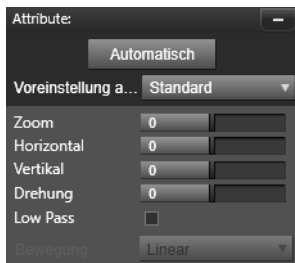 Attribute:
Automatisch
Voreinstellung a... Standard
Zoom 0
Horizontal 0
Vertikal 0
Drehung 0
Low Pass
Bewegung Linear